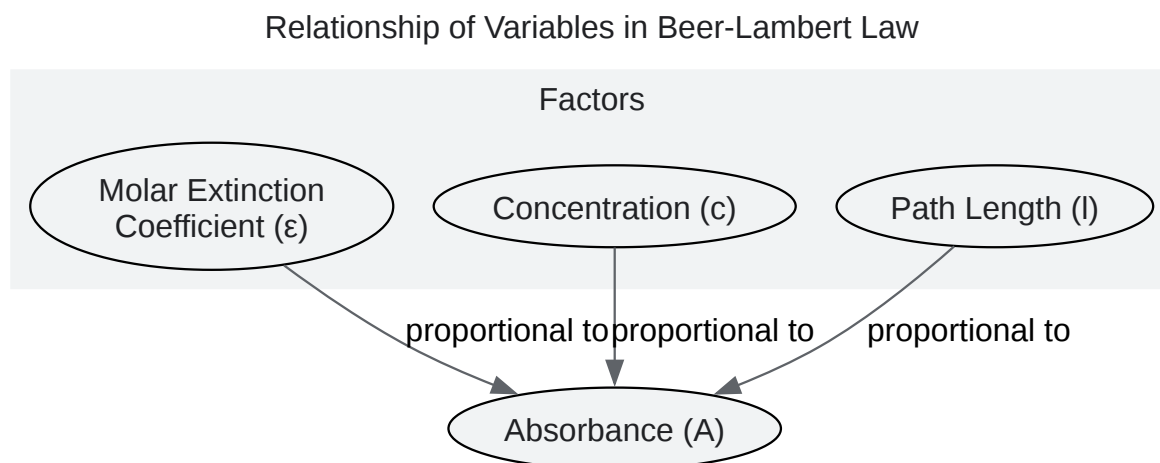 Relationship of Variables in Beer-Lambert Law
Factors
Molar Extinction
Coefficient (ε)
Concentration (c)
Path Length (l)
proportional to
proportional to
proportional to
Absorbance (A)